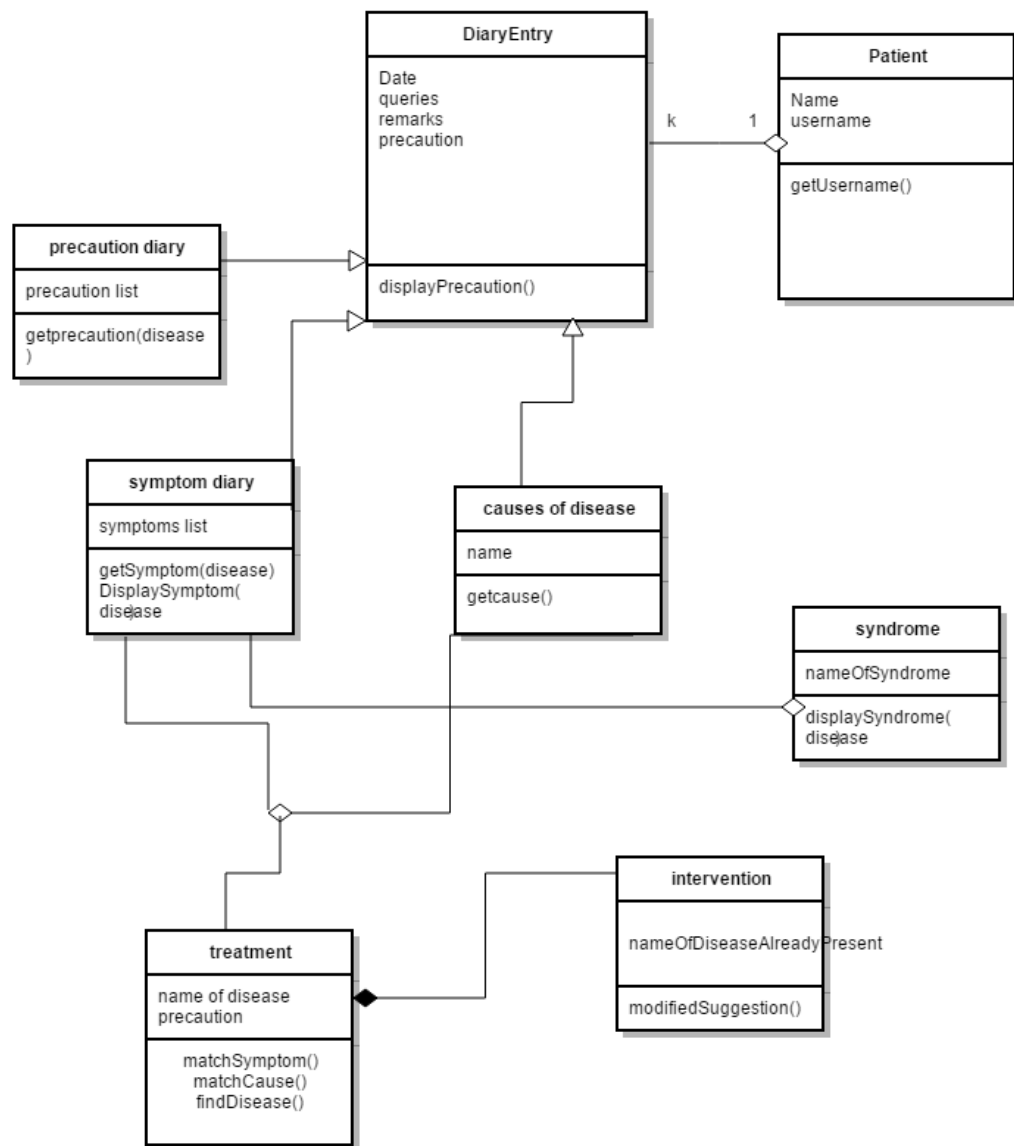 DiaryEntry
Date
queries
remarks
precaution
displayPrecaution()
k 1
Patient
Name
username
getUsername()
precaution diary
precaution list
getprecaution(disease
)
symptom diary
symptoms list
getSymptom(disease)
DisplaySymptom(
disease)
causes of disease
name
getcause()
syndrome
nameOfSyndrome
displaySyndrome(
disease)
treatment
name of disease
precaution
matchSymptom()
matchCause()
findDisease()
intervention
nameOfDiseaseAlreadyPresent
modifiedSuggestion()